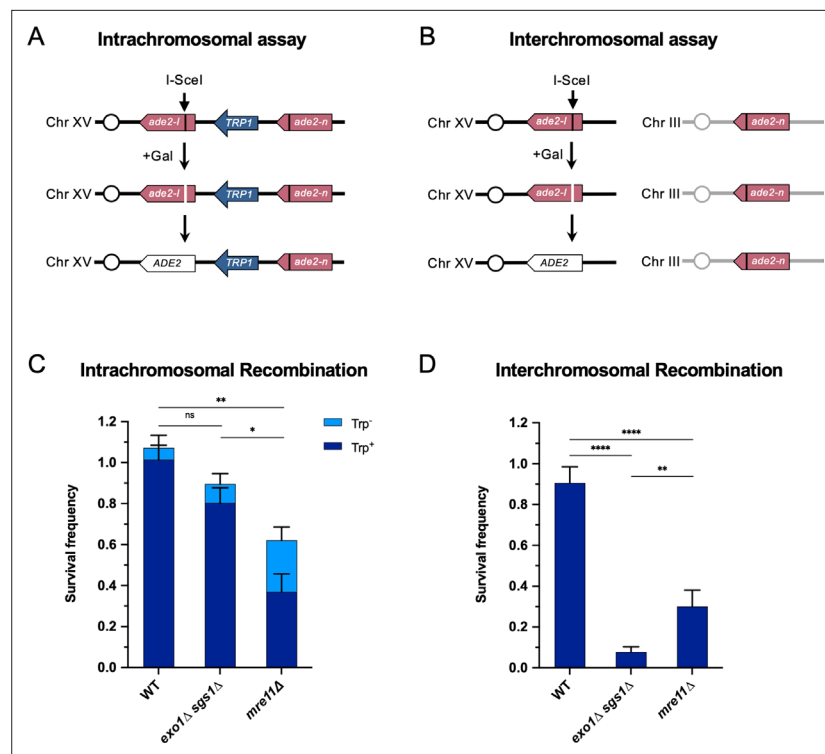 A Intrachromosomal assay
I-SceI
Chr XV ade2-I TRP1 ade2-n
+Gal
Chr XV ade2-I TRP1 ade2-n
Chr XV ADE2 TRP1 ade2-n
B Interchromosomal assay
I-SceI
Chr XV ade2-I Chr III ade2-n
+Gal
Chr XV ade2-I Chr III ade2-n
Chr XV ADE2 Chr III ade2-n
C Intrachromosomal Recombination
**
ns
*
Trp-
Trp+
Survival frequency
1.2
1.0
0.8
0.6
0.4
0.2
0.0
WT
exo1Δ sgs1Δ
mre11Δ
D Interchromosomal Recombination
****
****
**
Survival frequency
1.2
1.0
0.8
0.6
0.4
0.2
0.0
WT
exo1Δ sgs1Δ
mre11Δ